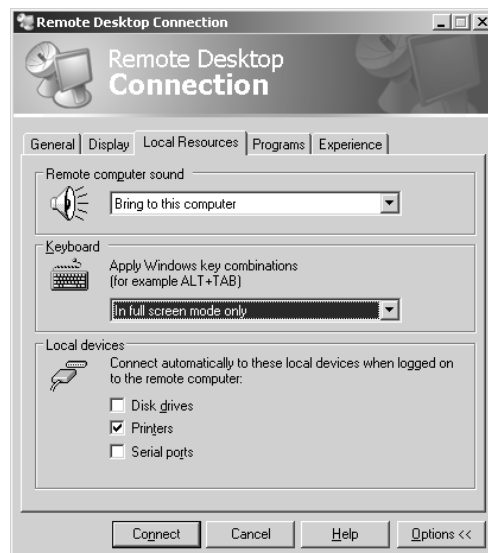 Remote Desktop Connection
Remote Desktop
Connection
General Display Local Resources Programs Experience
Remote computer sound
Bring to this computer
Keyboard
Apply Windows key combinations
(for example ALT+TAB)
In full screen mode only
Local devices
Connect automatically to these local devices when logged on
to the remote computer:
Disk drives
Printers
Serial ports
Connect Cancel Help Options <<